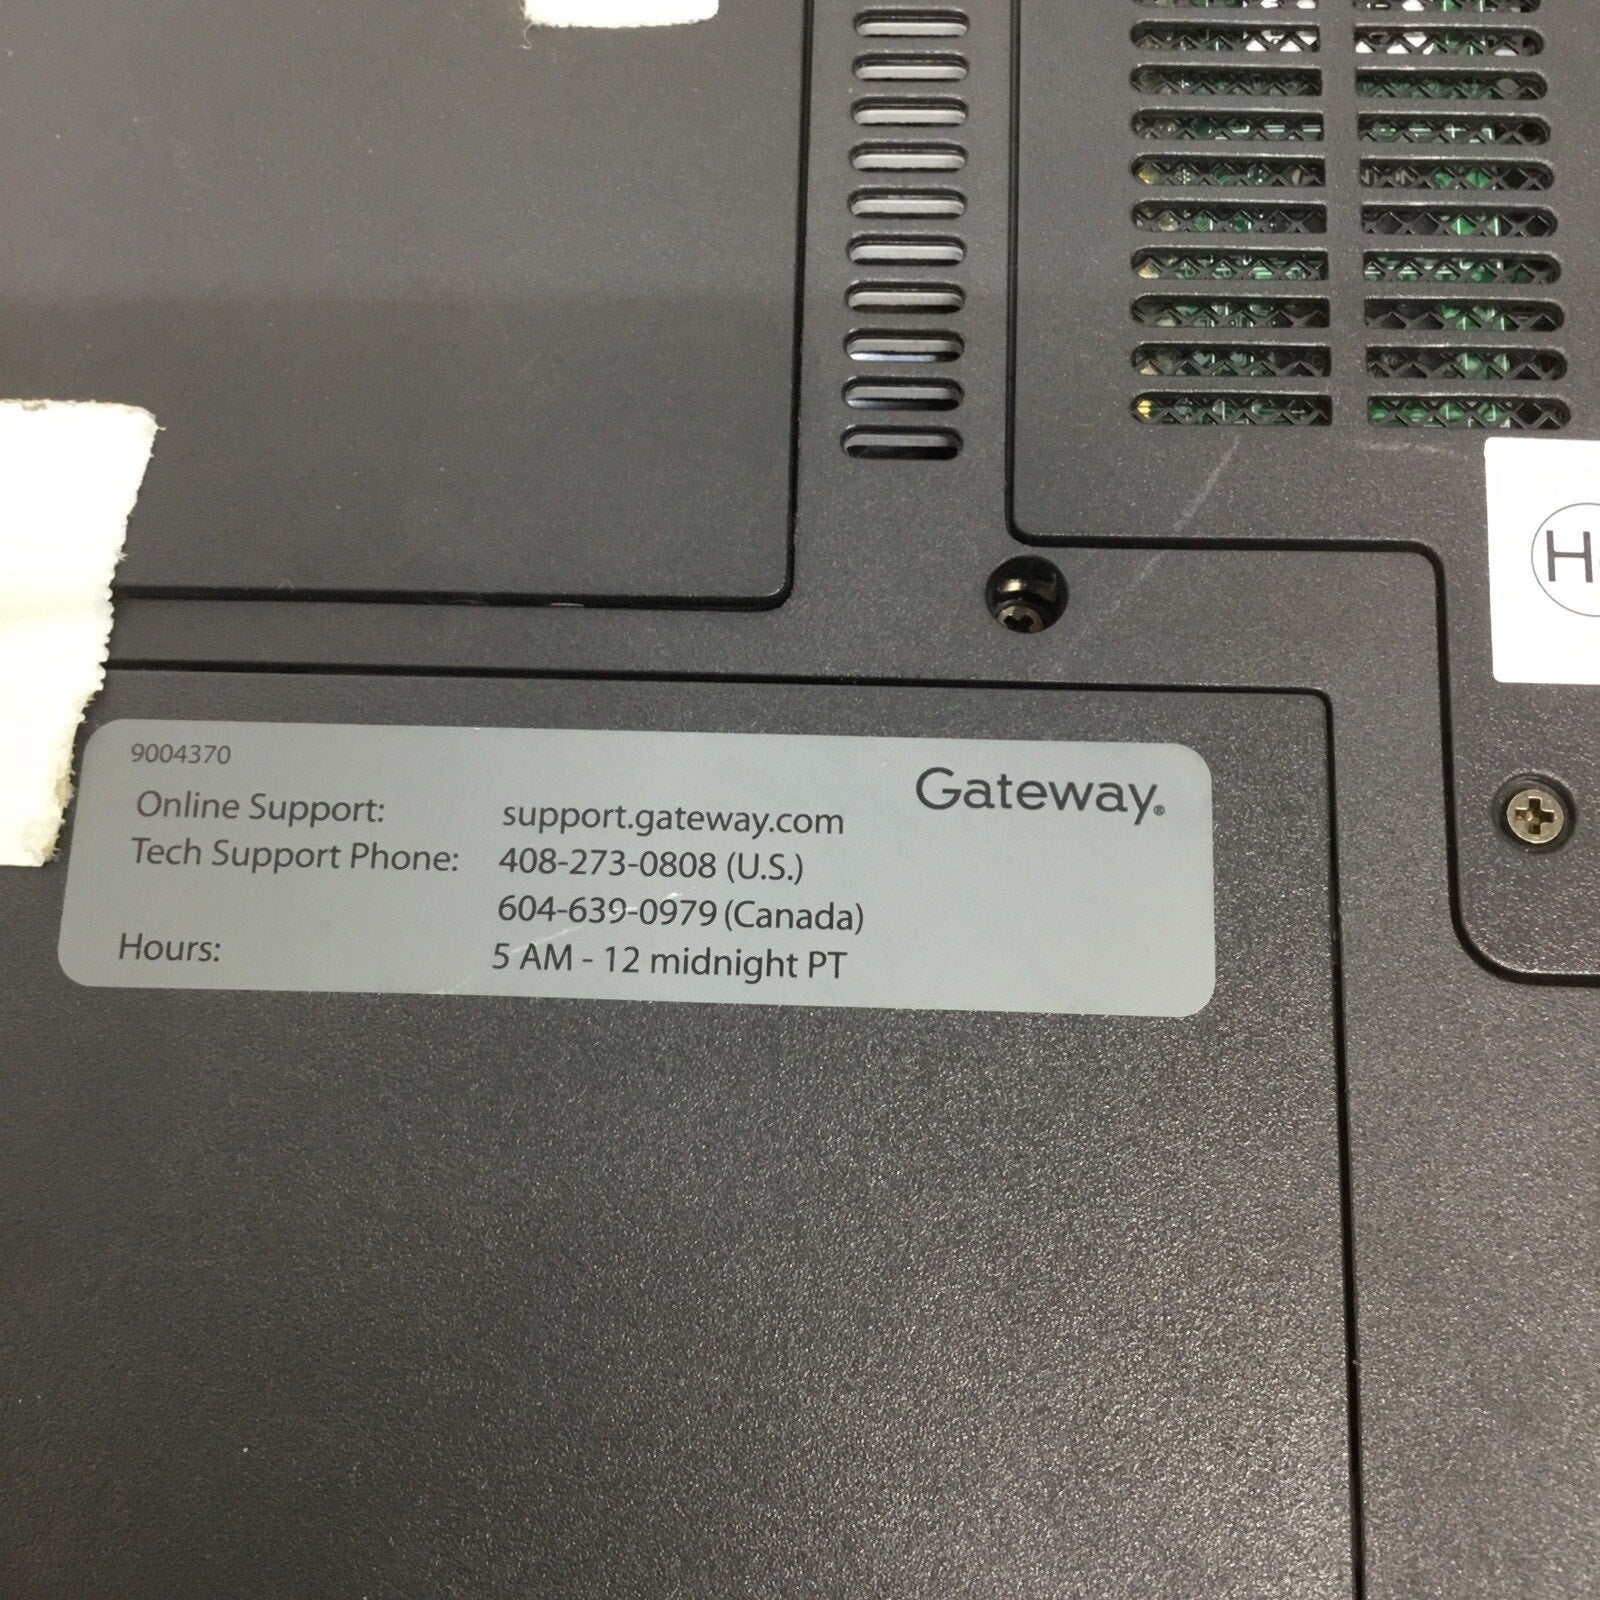 9004370
Gateway®
Online Support: support.gateway.com
Tech Support Phone: 408-273-0808 (U.S.)
604-639-0979 (Canada)
Hours: 5 AM - 12 midnight PT